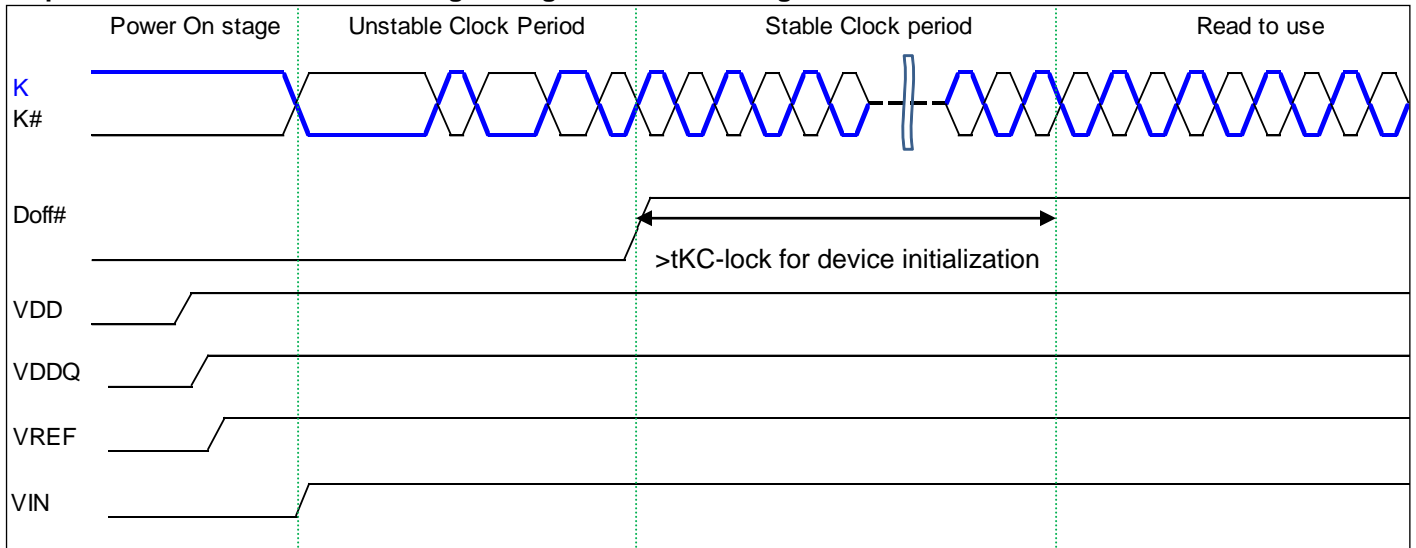 Power On stage
Unstable Clock Period
Stable Clock period
Read to use
K
K#
Doff#
>tKC-lock for device initialization
VDD
VDDQ
VREF
VIN